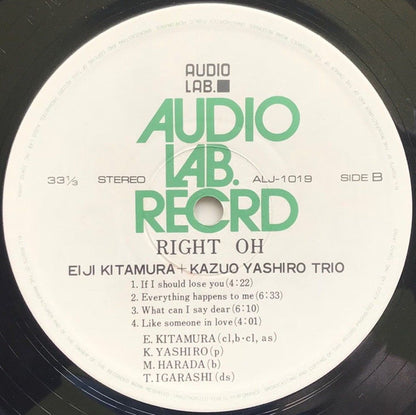 AUDIO
LAB.
AUDIO
LAB.
RECRD
33⅓ STEREO ALJ-1019 SIDE B
RIGHT OH
EIJI KITAMURA + KAZUO YASHIRO TRIO
1. If I should lose you (4:22)
2. Everything happens to me (6:33)
3. What can I say dear (6:10)
4. Like someone in love (4:01)
E. KITAMURA (cl, b·cl, as)
K. YASHIRO (p)
M. HARADA (b)
T. IGARASHI (ds)